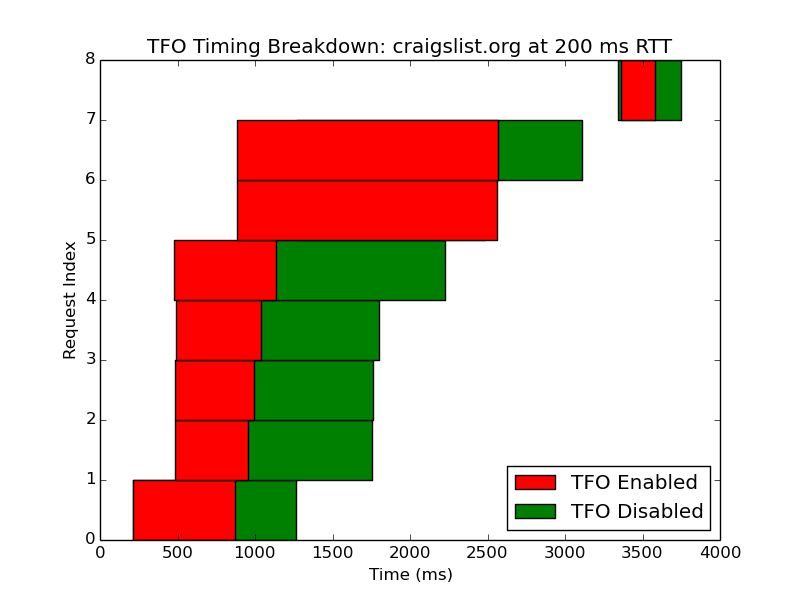 TFO Timing Breakdown: craigslist.org at 200 ms RTT
8
7
6
5
4
3
2
1
0
Request Index
TFO Enabled
TFO Disabled
0 500 1000 1500 2000 2500 3000 3500 4000
Time (ms)